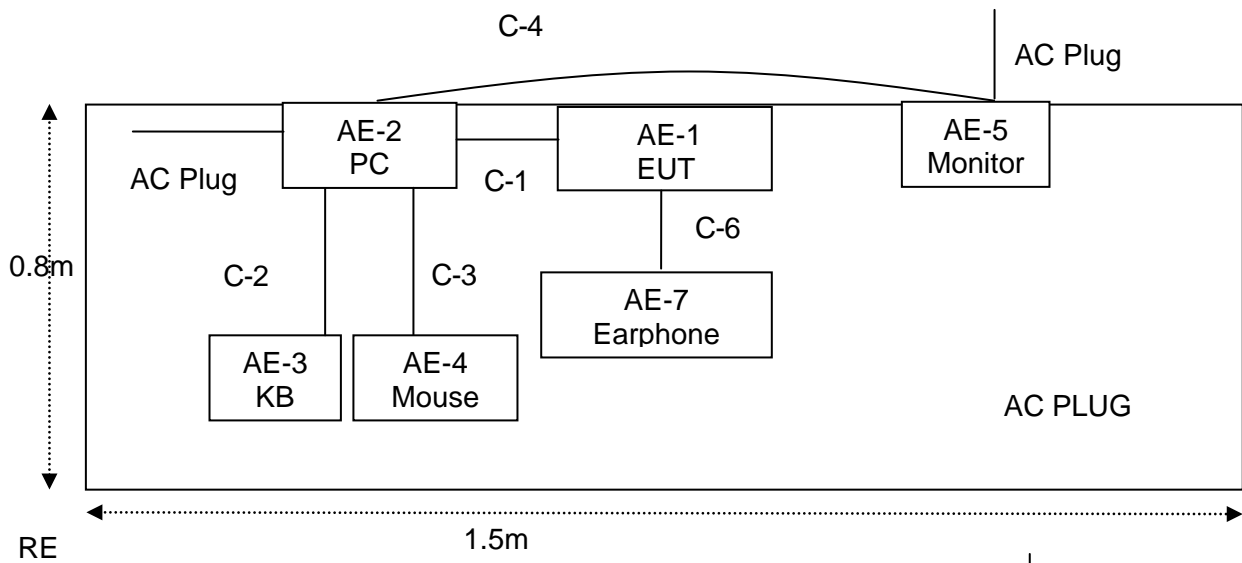 C-4
AC Plug
AE-2
PC
AE-1
EUT
AE-5
Monitor
AC Plug
C-1
C-6
0.8m
C-2
C-3
AE-7
Earphone
AE-3
KB
AE-4
Mouse
AC PLUG
1.5m
RE